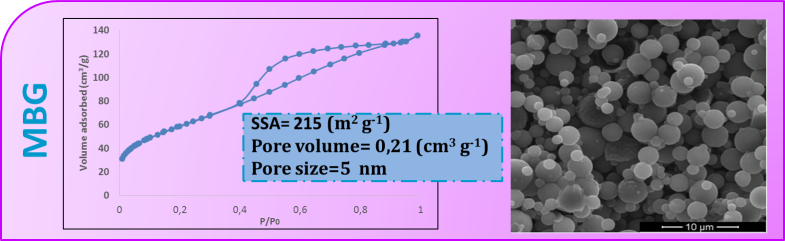 MBG
Volume adsorbed (cm³/g)
140
120
100
80
60
40
20
0
0
0,2
0,4
0,6
0,8
1
P/Po
SSA= 215 (m² g⁻¹)
Pore volume= 0,21 (cm³ g⁻¹)
Pore size=5 nm
10 µm